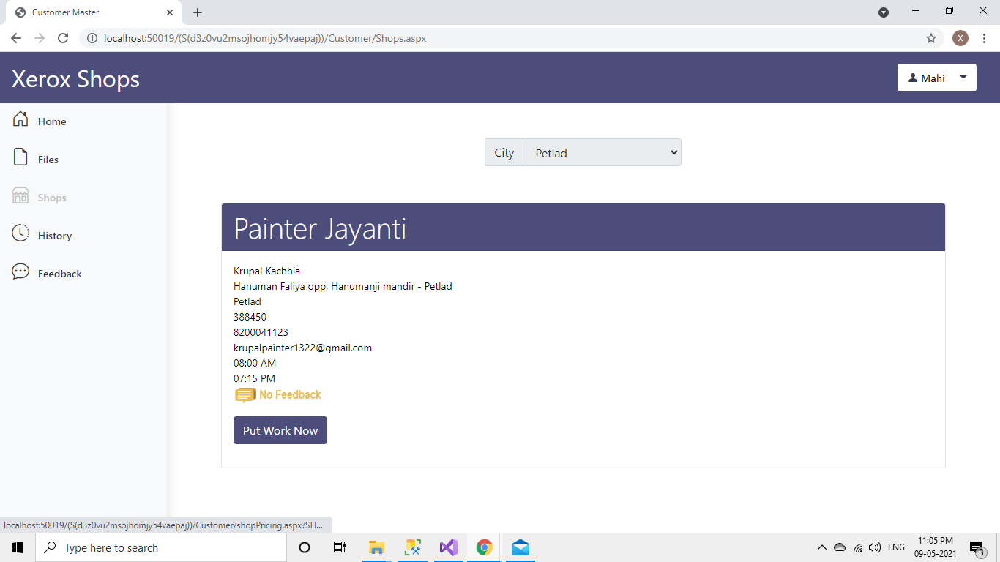 Customer Master
localhost:50019/(S(d3z0vu2msojhomjy54vaepaj))/Customer/Shops.aspx
X
Xerox Shops
Mahi
Home
Files
Shops
History
Feedback
City
Petlad
Painter Jayanti
Krupal Kachhia
Hanuman Faliya opp, Hanumanji mandir - Petlad
Petlad
388450
8200041123
krupalpainter1322@gmail.com
08:00 AM
07:15 PM
No Feedback
Put Work Now
localhost:50019/(S(d3z0vu2msojhomjy54vaepaj))/Customer/shopPricing.aspx?SH...
Type here to search
ENG
11:05 PM
09-05-2021
3